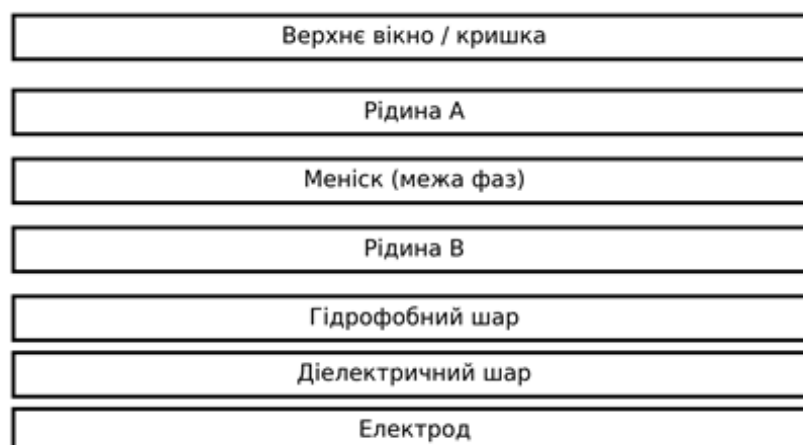 Верхнє вікно / кришка
Рідина A
Меніск (межа фаз)
Рідина B
Гідрофобний шар
Діелектричний шар
Електрод